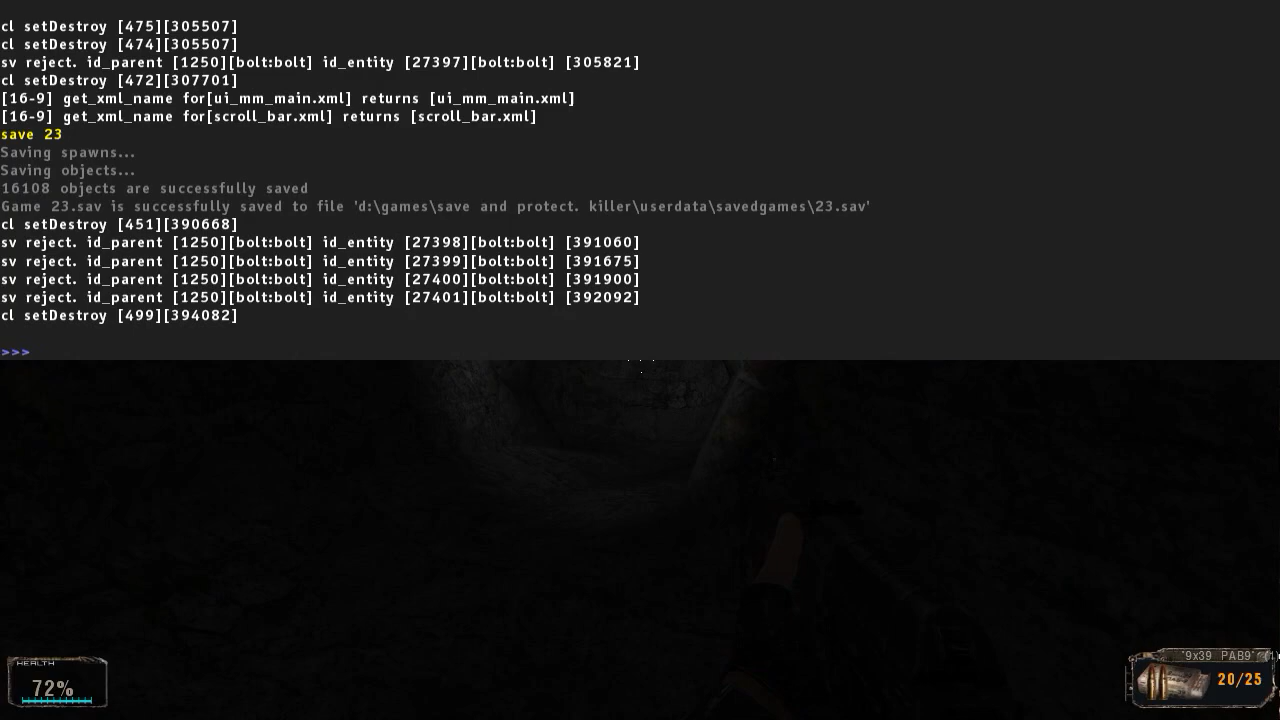 cl setDestroy [475][305507]
cl setDestroy [474][305507]
sv reject. id_parent [1250][bolt:bolt] id_entity [27397][bolt:bolt] [305821]
cl setDestroy [472][307701]
[16-9] get_xml_name for[ui_mm_main.xml] returns [ui_mm_main.xml]
[16-9] get_xml_name for[scroll_bar.xml] returns [scroll_bar.xml]
save 23
Saving spawns...
Saving objects...
16108 objects are successfully saved
Game 23.sav is successfully saved to file 'd:\games\save and protect. killer\userdata\savedgames\23.sav'
cl setDestroy [451][390668]
sv reject. id_parent [1250][bolt:bolt] id_entity [27398][bolt:bolt] [391060]
sv reject. id_parent [1250][bolt:bolt] id_entity [27399][bolt:bolt] [391675]
sv reject. id_parent [1250][bolt:bolt] id_entity [27400][bolt:bolt] [391900]
sv reject. id_parent [1250][bolt:bolt] id_entity [27401][bolt:bolt] [392092]
cl setDestroy [499][394082]
>>>
HEALTH
72%
"9x39 PAB9"(1)
20/25